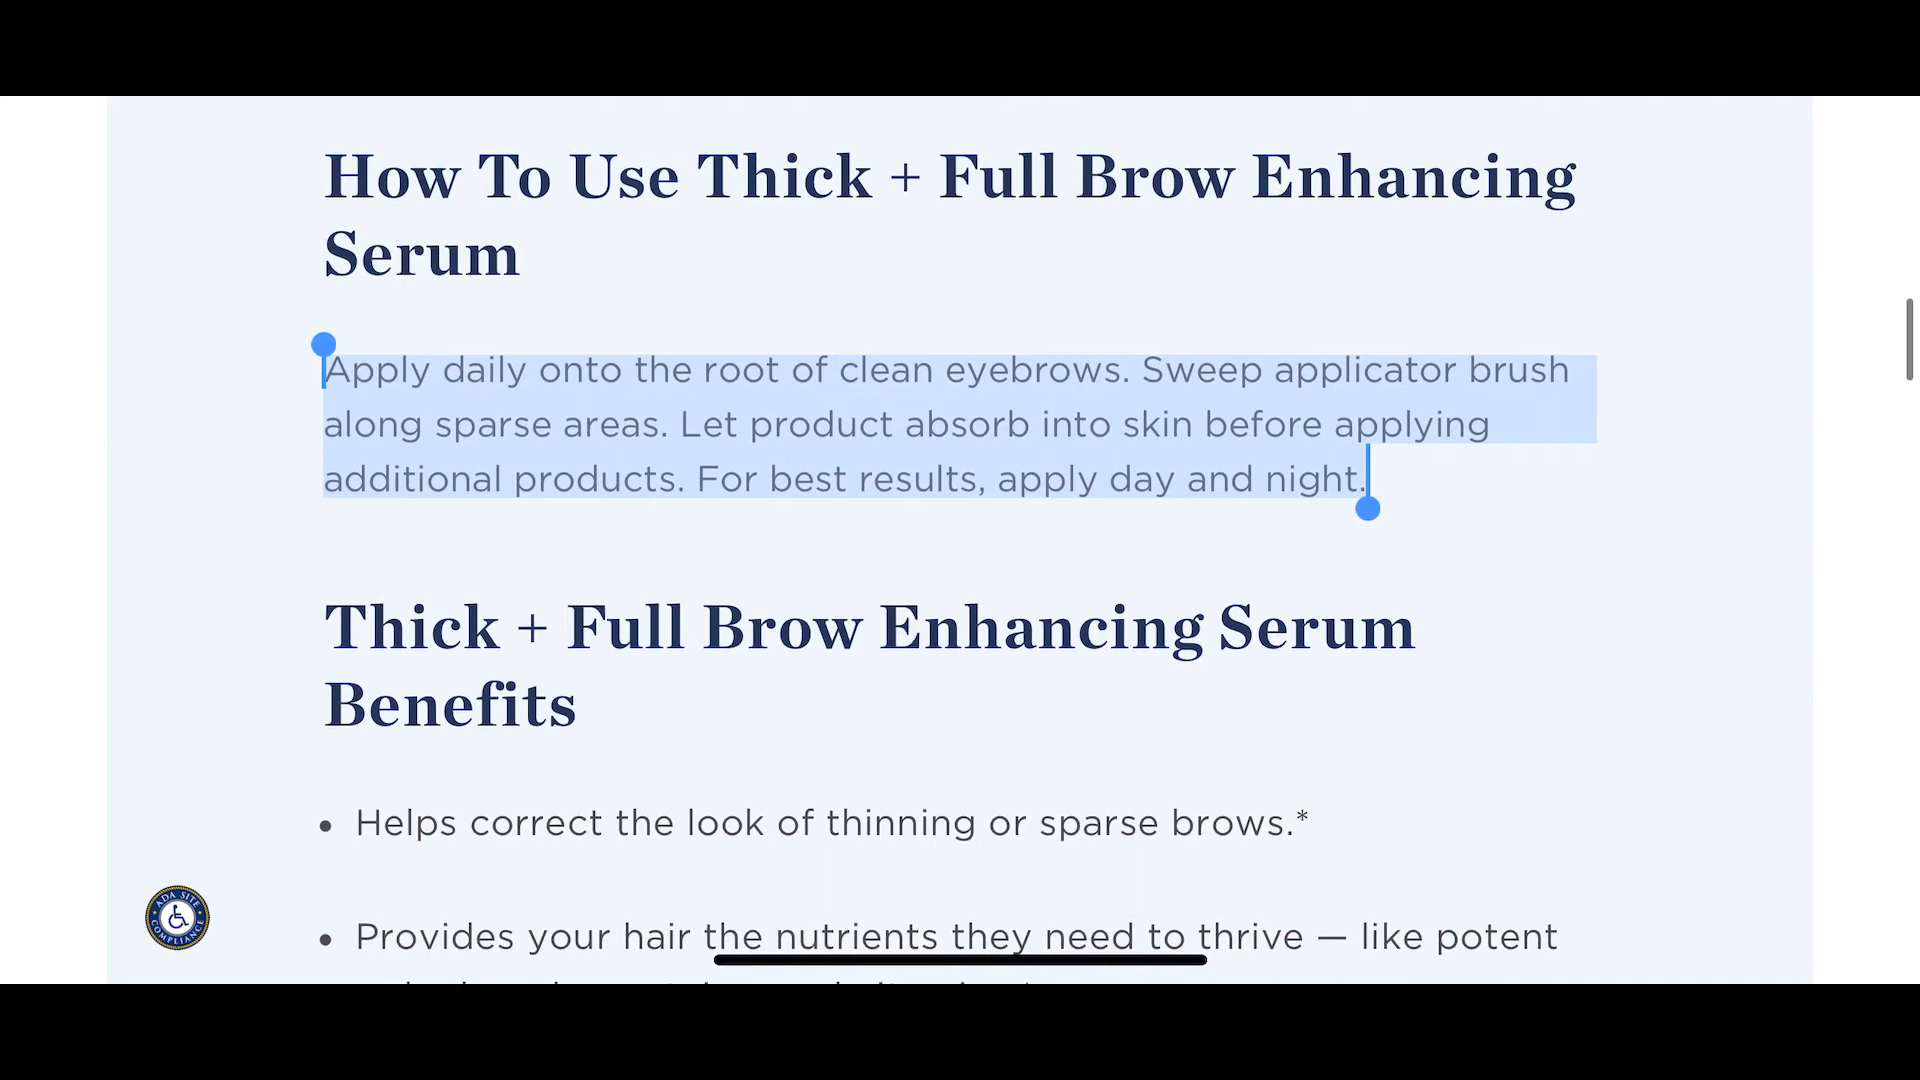 How To Use Thick + Full Brow Enhancing
Serum
Apply daily onto the root of clean eyebrows. Sweep applicator brush
along sparse areas. Let product absorb into skin before applying
additional products. For best results, apply day and night.
Thick + Full Brow Enhancing Serum
Benefits
• Helps correct the look of thinning or sparse brows.*
• Provides your hair the nutrients they need to thrive — like potent
ADA SITE
COMPLIANCE